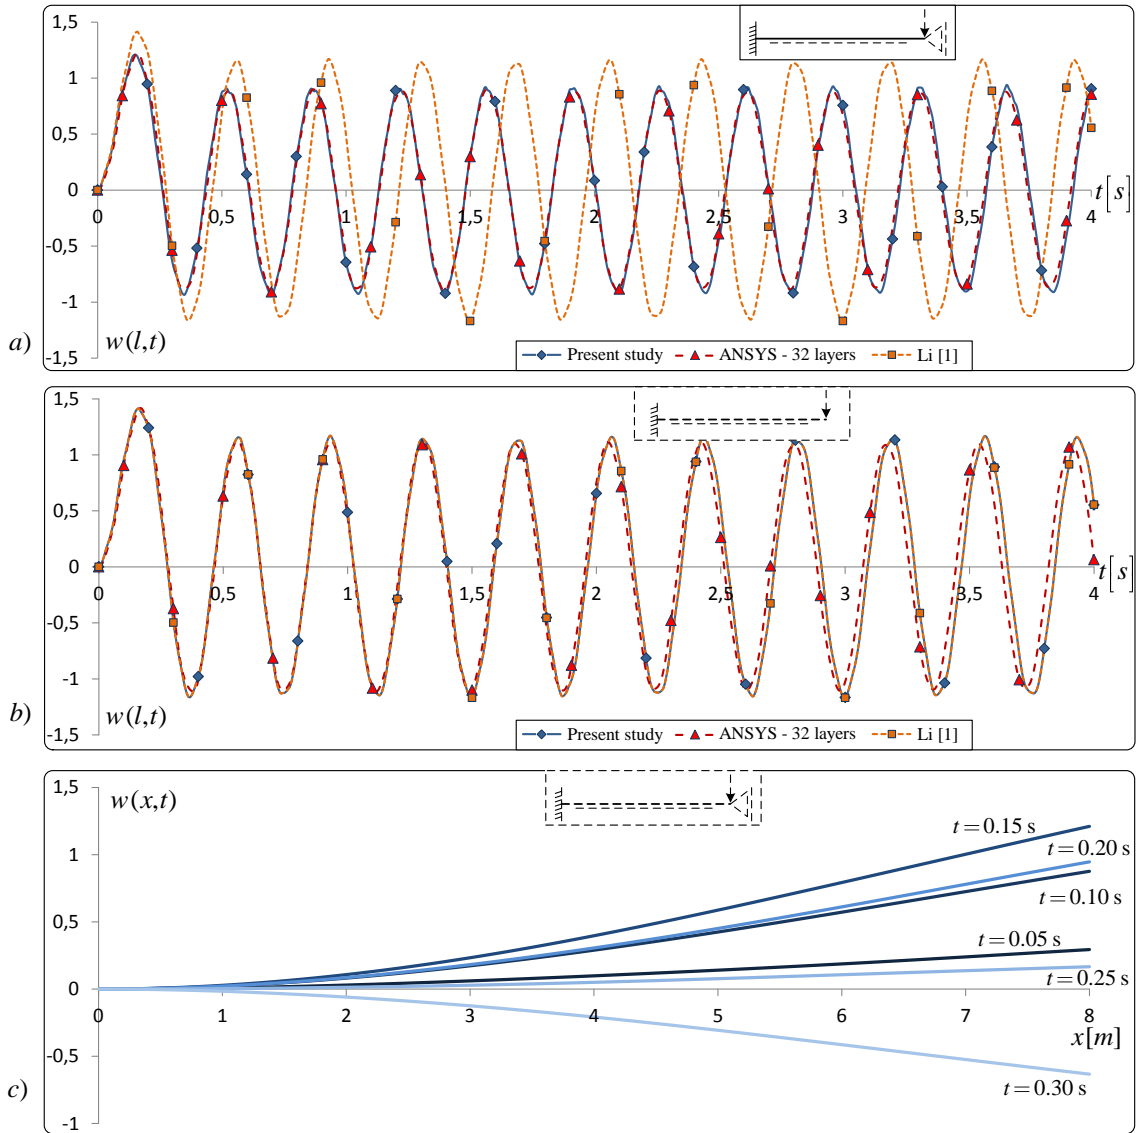 1,5
1
0,5
0
-0,5
-1
-1,5
0
0,5
1
1,5
2
2,5
3
3,5
4
t[s]
a)
w(l,t)
Present study
ANSYS - 32 layers
Li [1]
1,5
1
0,5
0
-0,5
-1
-1,5
0
0,5
1
1,5
2
2,5
3
3,5
4
t[s]
b)
w(l,t)
Present study
ANSYS - 32 layers
Li [1]
1,5
1
0,5
0
-0,5
-1
w(x,t)
t = 0.15 s
t = 0.20 s
t = 0.10 s
t = 0.05 s
t = 0.25 s
0
1
2
3
4
5
6
7
8
x[m]
t = 0.30 s
c)